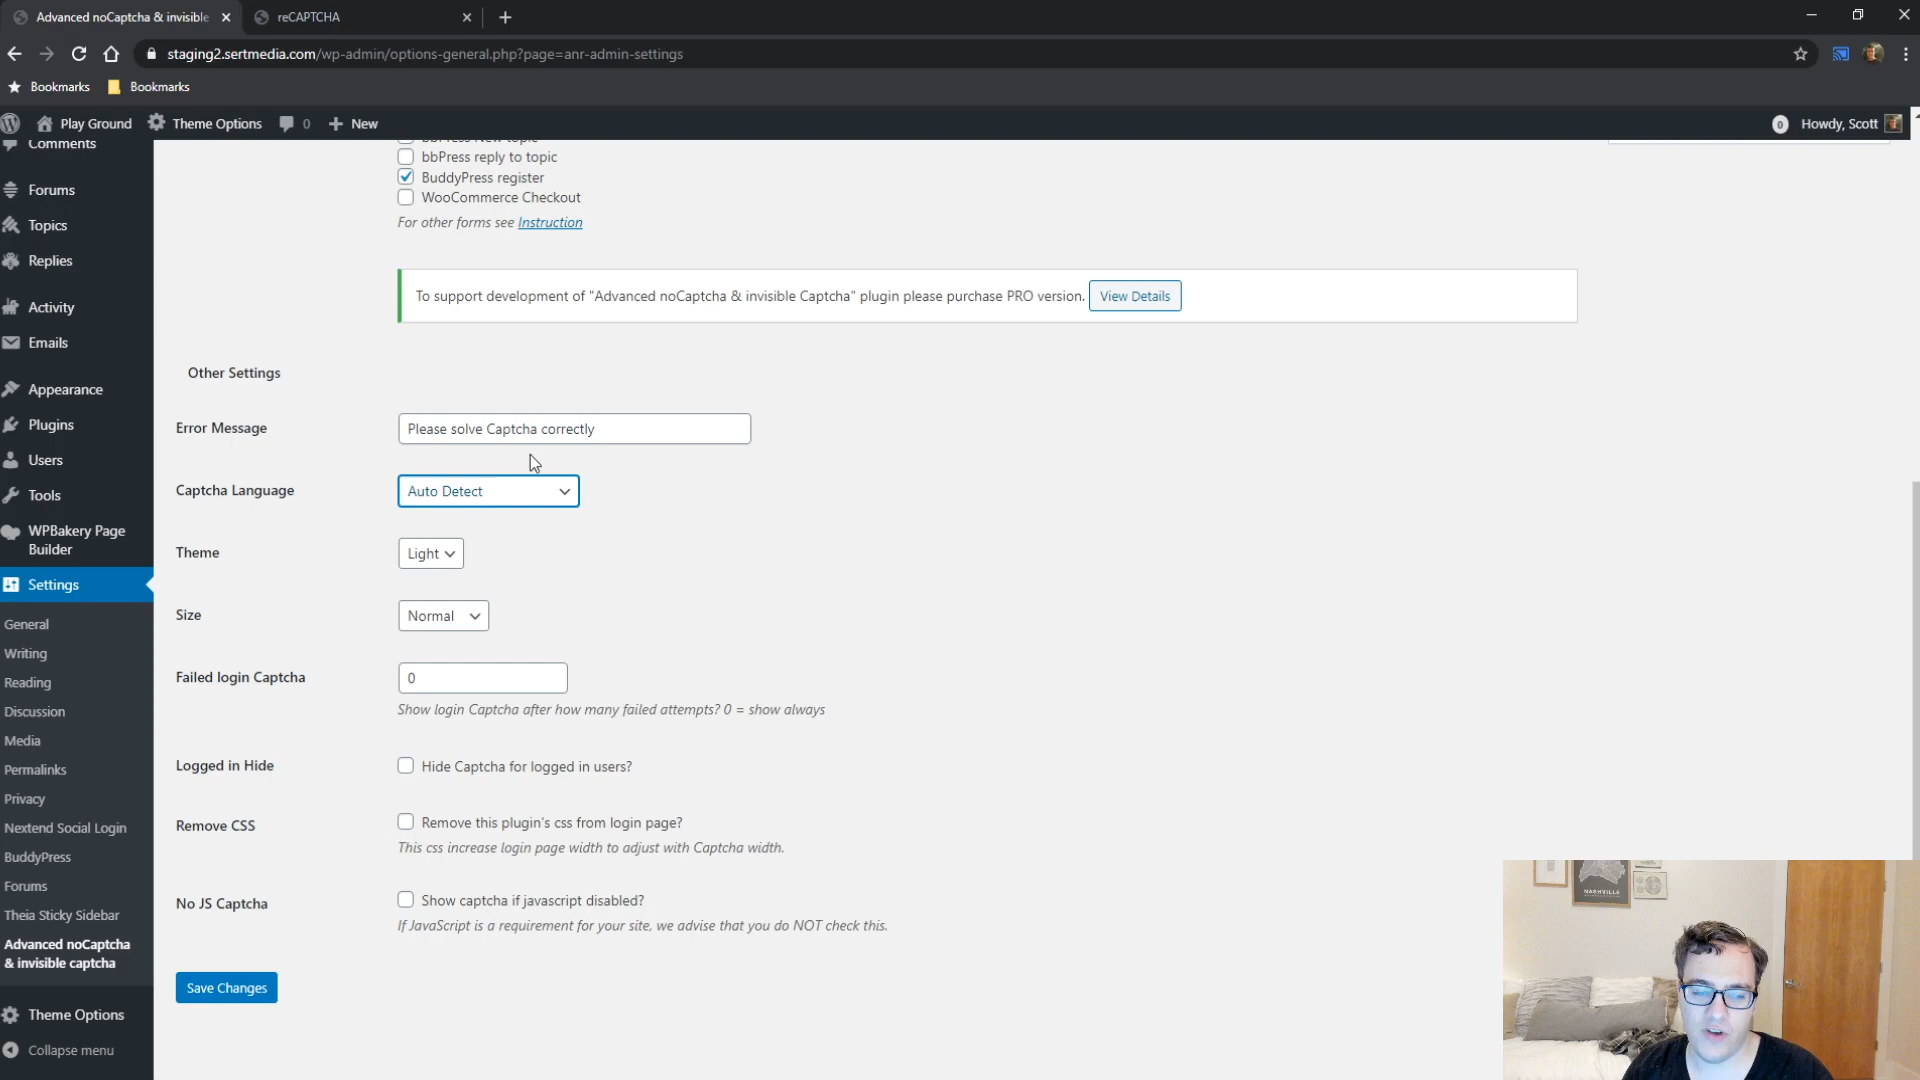 Advanced noCaptcha & invisible
reCAPTCHA
staging2.sertmedia.com/wp-admin/options-general.php?page=anr-admin-settings
Bookmarks
Bookmarks
Play Ground
Theme Options
0
New
0
Howdy, Scott
Comments
Forums
Topics
Replies
Activity
Emails
Appearance
Plugins
Users
Tools
WPBakery Page
Builder
Settings
General
Writing
Reading
Discussion
Media
Permalinks
Privacy
Nextend Social Login
BuddyPress
Forums
Theia Sticky Sidebar
Advanced noCaptcha
& invisible captcha
Theme Options
Collapse menu
bbPress New topic
bbPress reply to topic
BuddyPress register
WooCommerce Checkout
For other forms see Instruction
To support development of "Advanced noCaptcha & invisible Captcha" plugin please purchase PRO version. View Details
Other Settings
Error Message
Please solve Captcha correctly
Captcha Language
Auto Detect
Theme
Light
Size
Normal
Failed login Captcha
0
Show login Captcha after how many failed attempts? 0 = show always
Logged in Hide
Hide Captcha for logged in users?
Remove CSS
Remove this plugin's css from login page?
This css increase login page width to adjust with Captcha width.
No JS Captcha
Show captcha if javascript disabled?
If JavaScript is a requirement for your site, we advise that you do NOT check this.
Save Changes
NASHVILLE